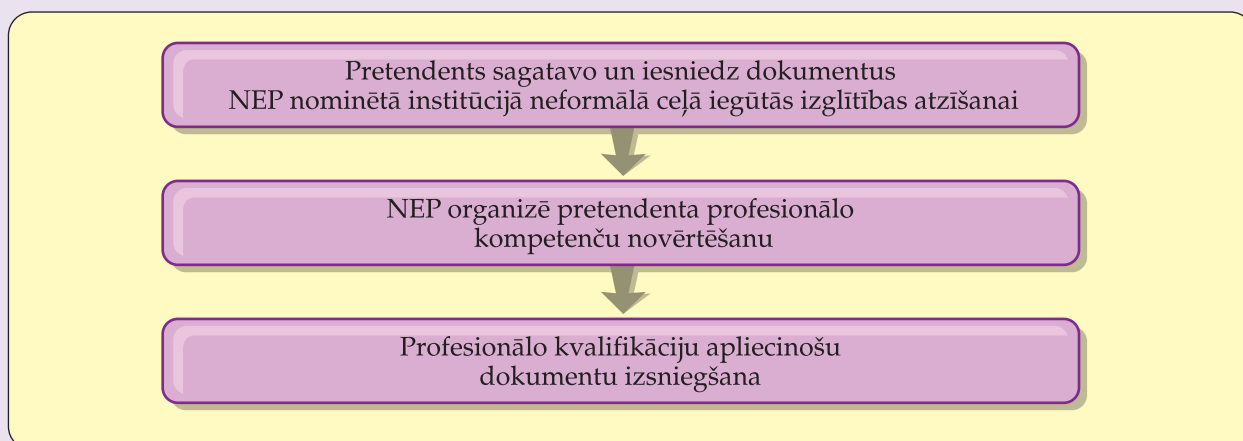 Pretendents sagatavo un iesniedz dokumentus
NEP nominētā institūcijā neformālā ceļā iegūtās izglītības atzīšanai
NEP organizē pretendenta profesionālo
kompetenču novērtēšanu
Profesionālo kvalifikāciju apliecinošu
dokumentu izsniegšana